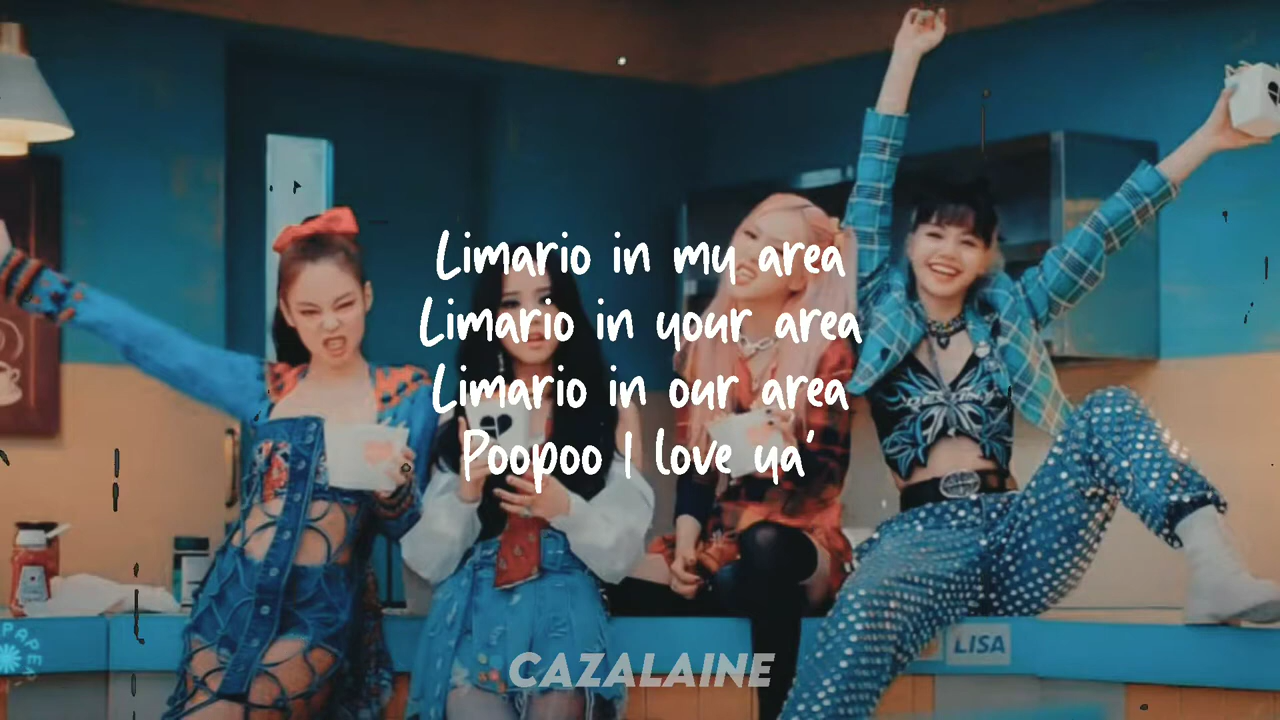 Limario in my area
Limario in your area
Limario in our area
Poopoo I love ya'
LISA
CAZALAINE